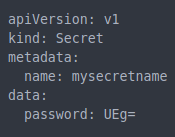 apiVersion: v1
kind: Secret
metadata:
  name: mysecretname
data:
  password: UEg=